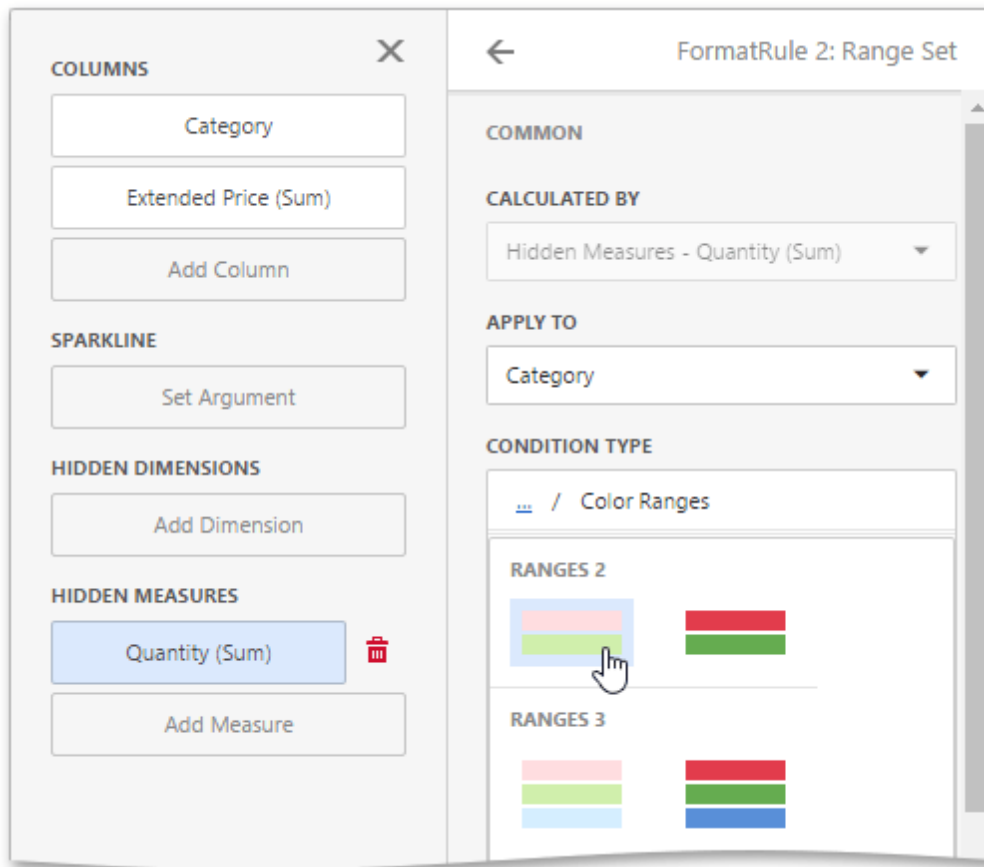 COLUMNS
Category
Extended Price (Sum)
Add Column
SPARKLINE
Set Argument
HIDDEN DIMENSIONS
Add Dimension
HIDDEN MEASURES
Quantity (Sum)
Add Measure
FormatRule 2: Range Set
COMMON
CALCULATED BY
Hidden Measures - Quantity (Sum)
APPLY TO
Category
CONDITION TYPE
... / Color Ranges
RANGES 2
RANGES 3